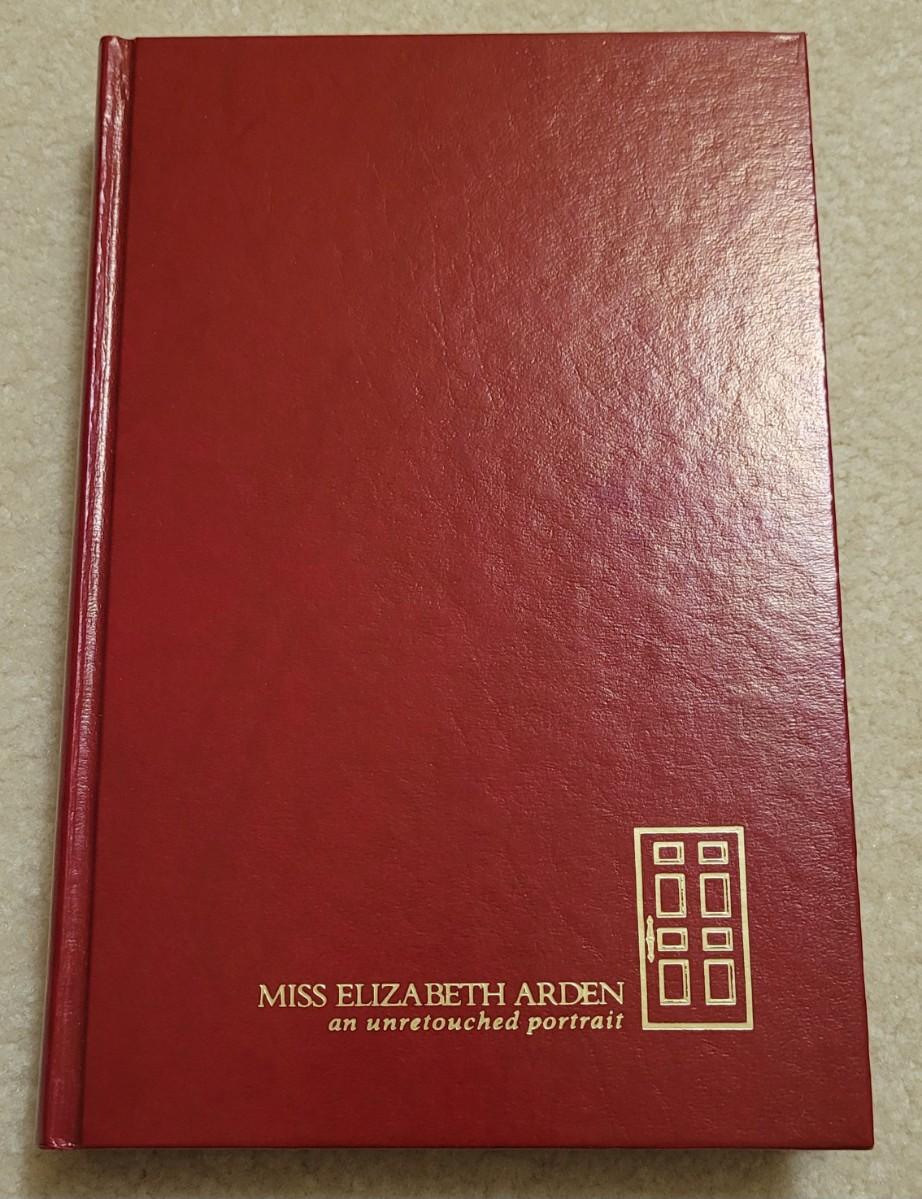 MISS ELIZABETH ARDEN
an unretouched portrait